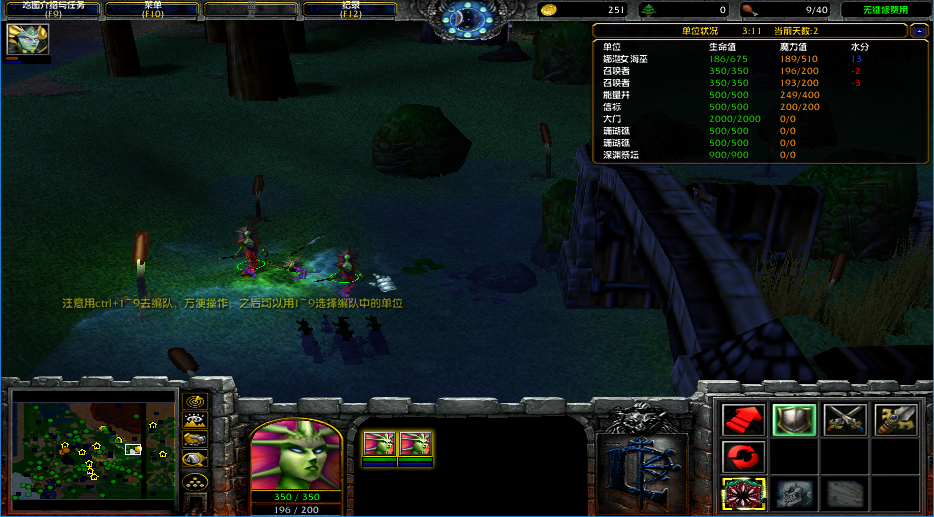 地图介绍与任务 (F9)
菜单 (F10)
记录 (F12)
251
0
9/40
无维修费用
单位状况 3:11 当前天数:2
单位 生命值 魔力值 水分
娜迦女海巫 186/675 189/510 13
召唤者 350/350 196/200 -2
召唤者 350/350 193/200 -3
能量井 500/500 249/400
信标 500/500 200/200
大门 2000/2000 0/0
珊瑚礁 500/500 0/0
珊瑚礁 500/500 0/0
深渊祭坛 900/900 0/0
注意用ctrl+1~9去编队，方便操作，之后可以用1~9选择编队中的单位
350 / 350
196 / 200